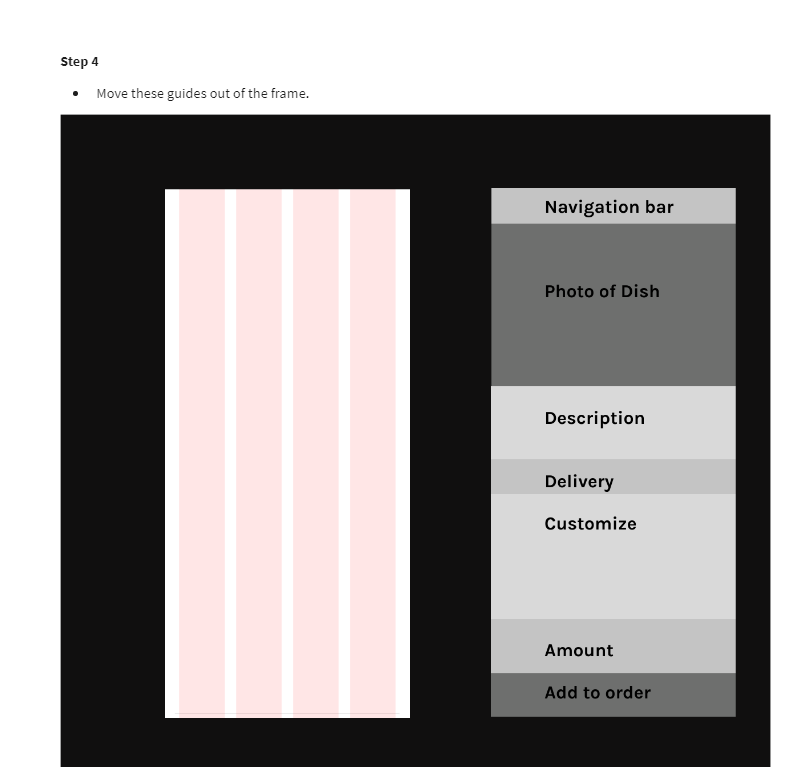 Step 4
Move these guides out of the frame.
Navigation bar
Photo of Dish
Description
Delivery
Customize
Amount
Add to order